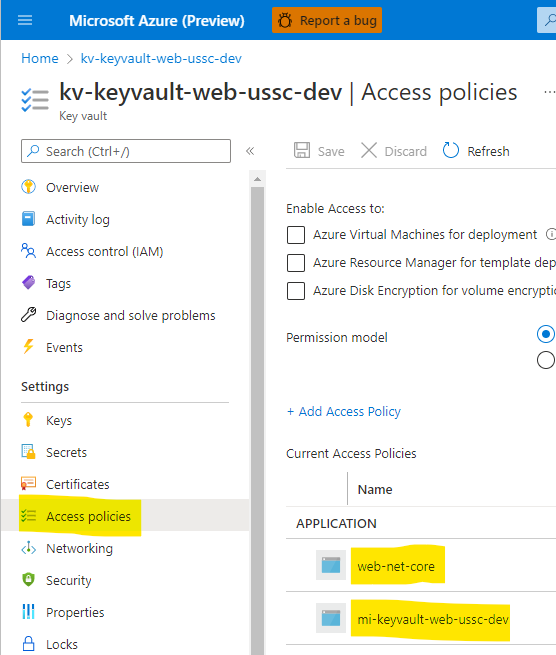 Microsoft Azure (Preview) Report a bug
Home > kv-keyvault-web-ussc-dev
kv-keyvault-web-ussc-dev | Access policies ...
Key vault
Search (Ctrl+/) «
Overview
Activity log
Access control (IAM)
Tags
Diagnose and solve problems
Events
Settings
Keys
Secrets
Certificates
Access policies
Networking
Security
Properties
Locks
Save Discard Refresh
Enable Access to:
Azure Virtual Machines for deployment
Azure Resource Manager for template dep
Azure Disk Encryption for volume encryptio
Permission model
+ Add Access Policy
Current Access Policies
Name
APPLICATION
web-net-core
mi-keyvault-web-ussc-dev